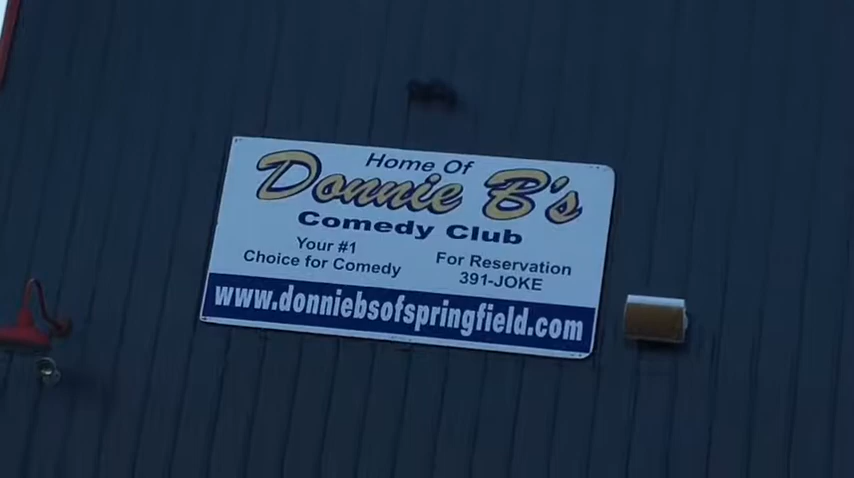 Home Of
Donnie B's
Comedy Club
Your #1
Choice for Comedy
For Reservation
391-JOKE
www.donniebsofspringfield.com